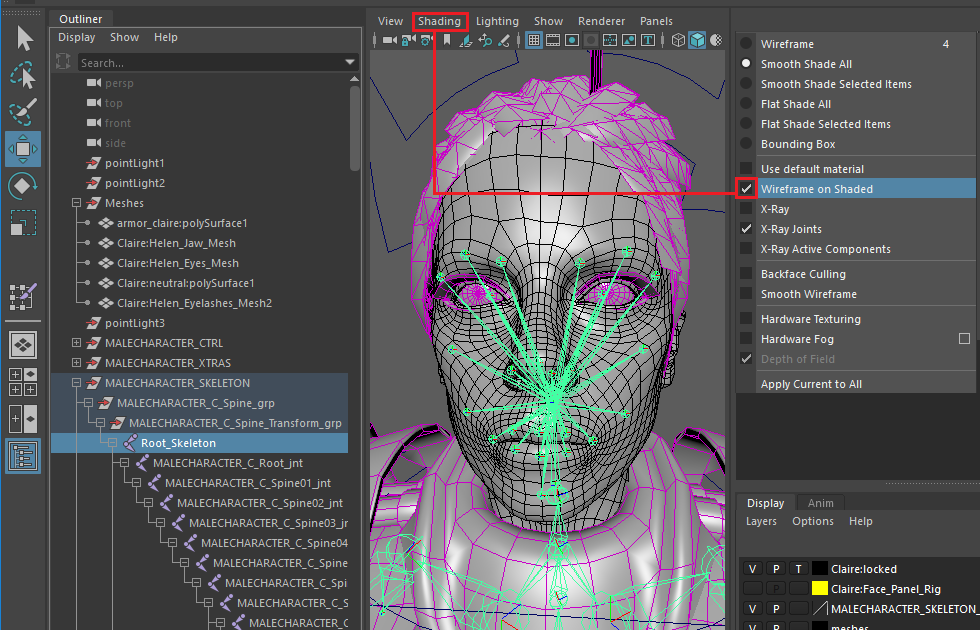 Outliner
Display Show Help
Search...
persp
top
front
side
pointLight1
pointLight2
Meshes
armor_claire:polySurface1
Claire:Helen_Jaw_Mesh
Claire:Helen_Eyes_Mesh
Claire:neutral:polySurface1
Claire:Helen_Eyelashes_Mesh2
pointLight3
MALECHARACTER_CTRL
MALECHARACTER_XTRAS
MALECHARACTER_SKELETON
MALECHARACTER_C_Spine_grp
MALECHARACTER_C_Spine_Transform_grp
Root_Skeleton
MALECHARACTER_C_Root_jnt
MALECHARACTER_C_Spine01_jnt
MALECHARACTER_C_Spine02_jnt
MALECHARACTER_C_Spine03_jr
MALECHARACTER_C_Spine04
MALECHARACTER_C_Spine
MALECHARACTER_C_Spi
MALECHARACTER_C_S
MALECHARACTER_C
View Shading Lighting Show Renderer Panels
Wireframe 4
Smooth Shade All
Smooth Shade Selected Items
Flat Shade All
Flat Shade Selected Items
Bounding Box
Use default material
Wireframe on Shaded
X-Ray
X-Ray Joints
X-Ray Active Components
Backface Culling
Smooth Wireframe
Hardware Texturing
Hardware Fog
Depth of Field
Apply Current to All
Display Anim
Layers Options Help
V P T Claire:locked
P Claire:Face_Panel_Rig
V P MALECHARACTER_SKELETON_
V P meshes